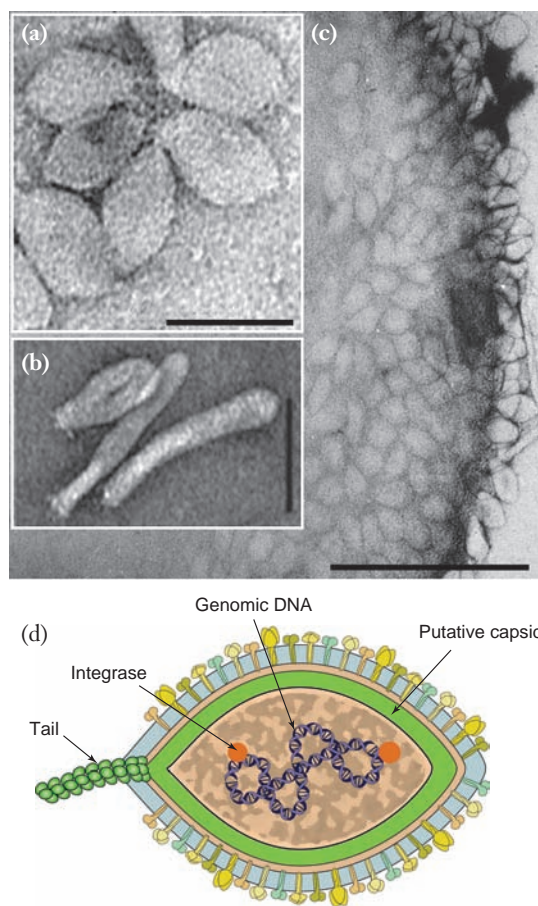 (a)
(c)
(b)
Genomic DNA
(d)
Putative capsid
Integrase
Tail